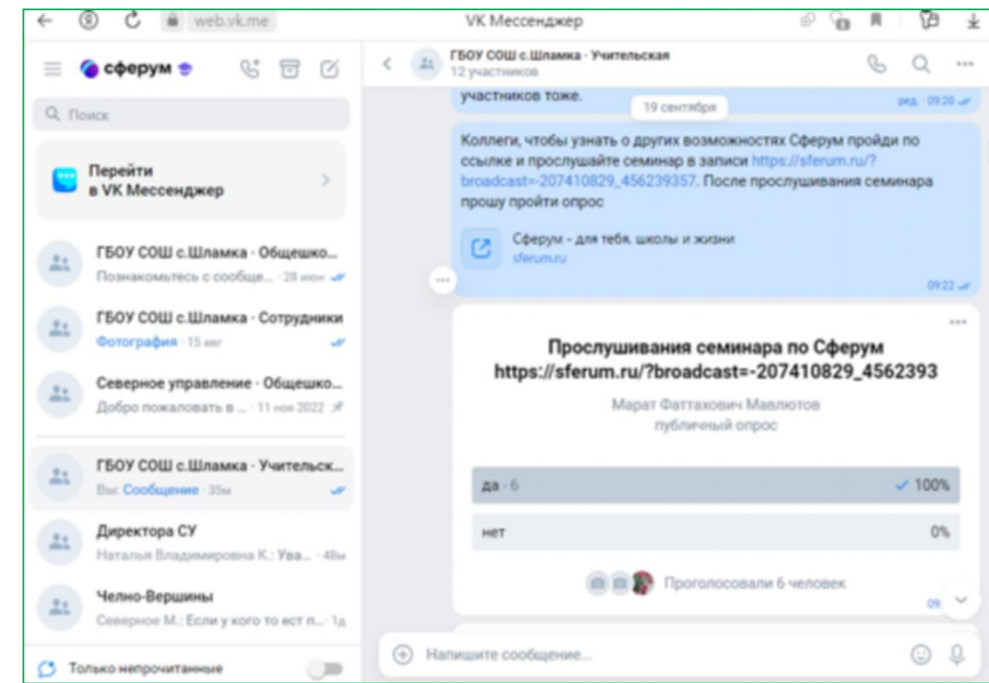 web.vk.me
VK Мессенджер
сферум
Поиск
Перейти
в VK Мессенджер
ГБОУ СОШ с.Шламка · Общешко...
Познакомьтесь с сообще... · 28 июн
ГБОУ СОШ с.Шламка · Сотрудники
Фотография · 15 авг
Северное управление · Общешко...
Добро пожаловать в ... · 11 ноя 2022
ГБОУ СОШ с.Шламка · Учительск...
Вы: Сообщение · 35м
Директора СУ
Наталья Владимировна К.: Ува... · 48м
Челно-Вершины
Северное М.: Если у кого то ест п... · 1д
Только непрочитанные
ГБОУ СОШ с.Шламка · Учительская
12 участников
участников тоже.
ред. · 09:20
19 сентября
Коллеги, чтобы узнать о других возможностях Сферум пройди по
ссылке и прослушайте семинар в записи https://sferum.ru/?
broadcast=-207410829_456239357. После прослушивания семинара
прошу пройти опрос
Сферум - для тебя, школы и жизни
sferum.ru
09:22
Прослушивания семинара по Сферум
https://sferum.ru/?broadcast=-207410829_4562393
Марат Фаттахович Мавлютов
публичный опрос
да · 6 100%
нет 0%
Проголосовали 6 человек
09:
Напишите сообщение...